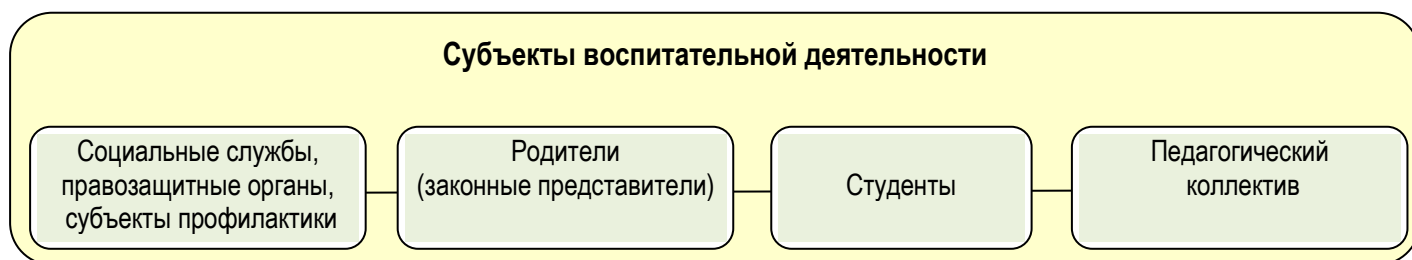 Субъекты воспитательной деятельности
Социальные службы,
правозащитные органы,
субъекты профилактики
Родители
(законные представители)
Студенты
Педагогический
коллектив